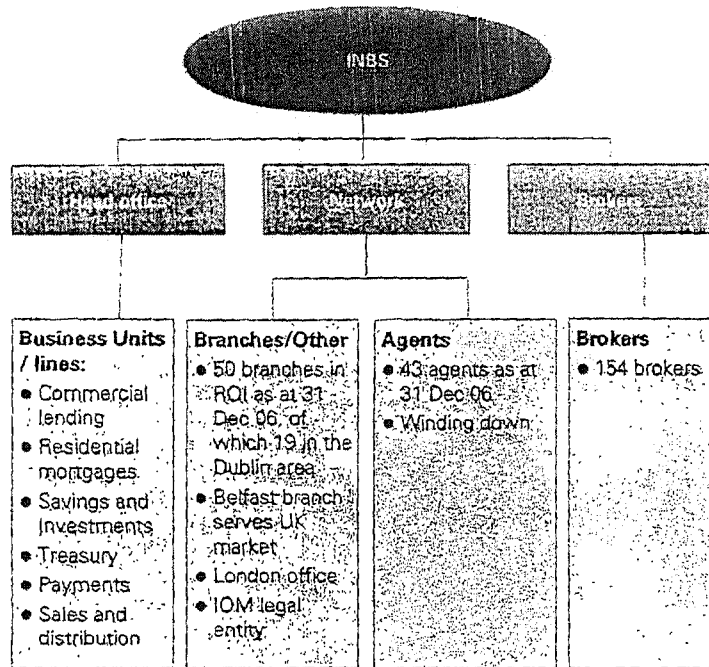 INBS
Head office
Network
Brokers
Business Units
/ lines:
• Commercial
lending
• Residential
mortgages
• Savings and
Investments
• Treasury
• Payments
• Sales and
distribution
Branches/Other
• 50 branches in
ROI as at 31
Dec 06, of
which 19 in the
Dublin area
• Belfast branch
serves UK
market
• London office
• IOM legal
entity
Agents
• 43 agents as at
31 Dec 06
• Winding down
Brokers
• 154 brokers